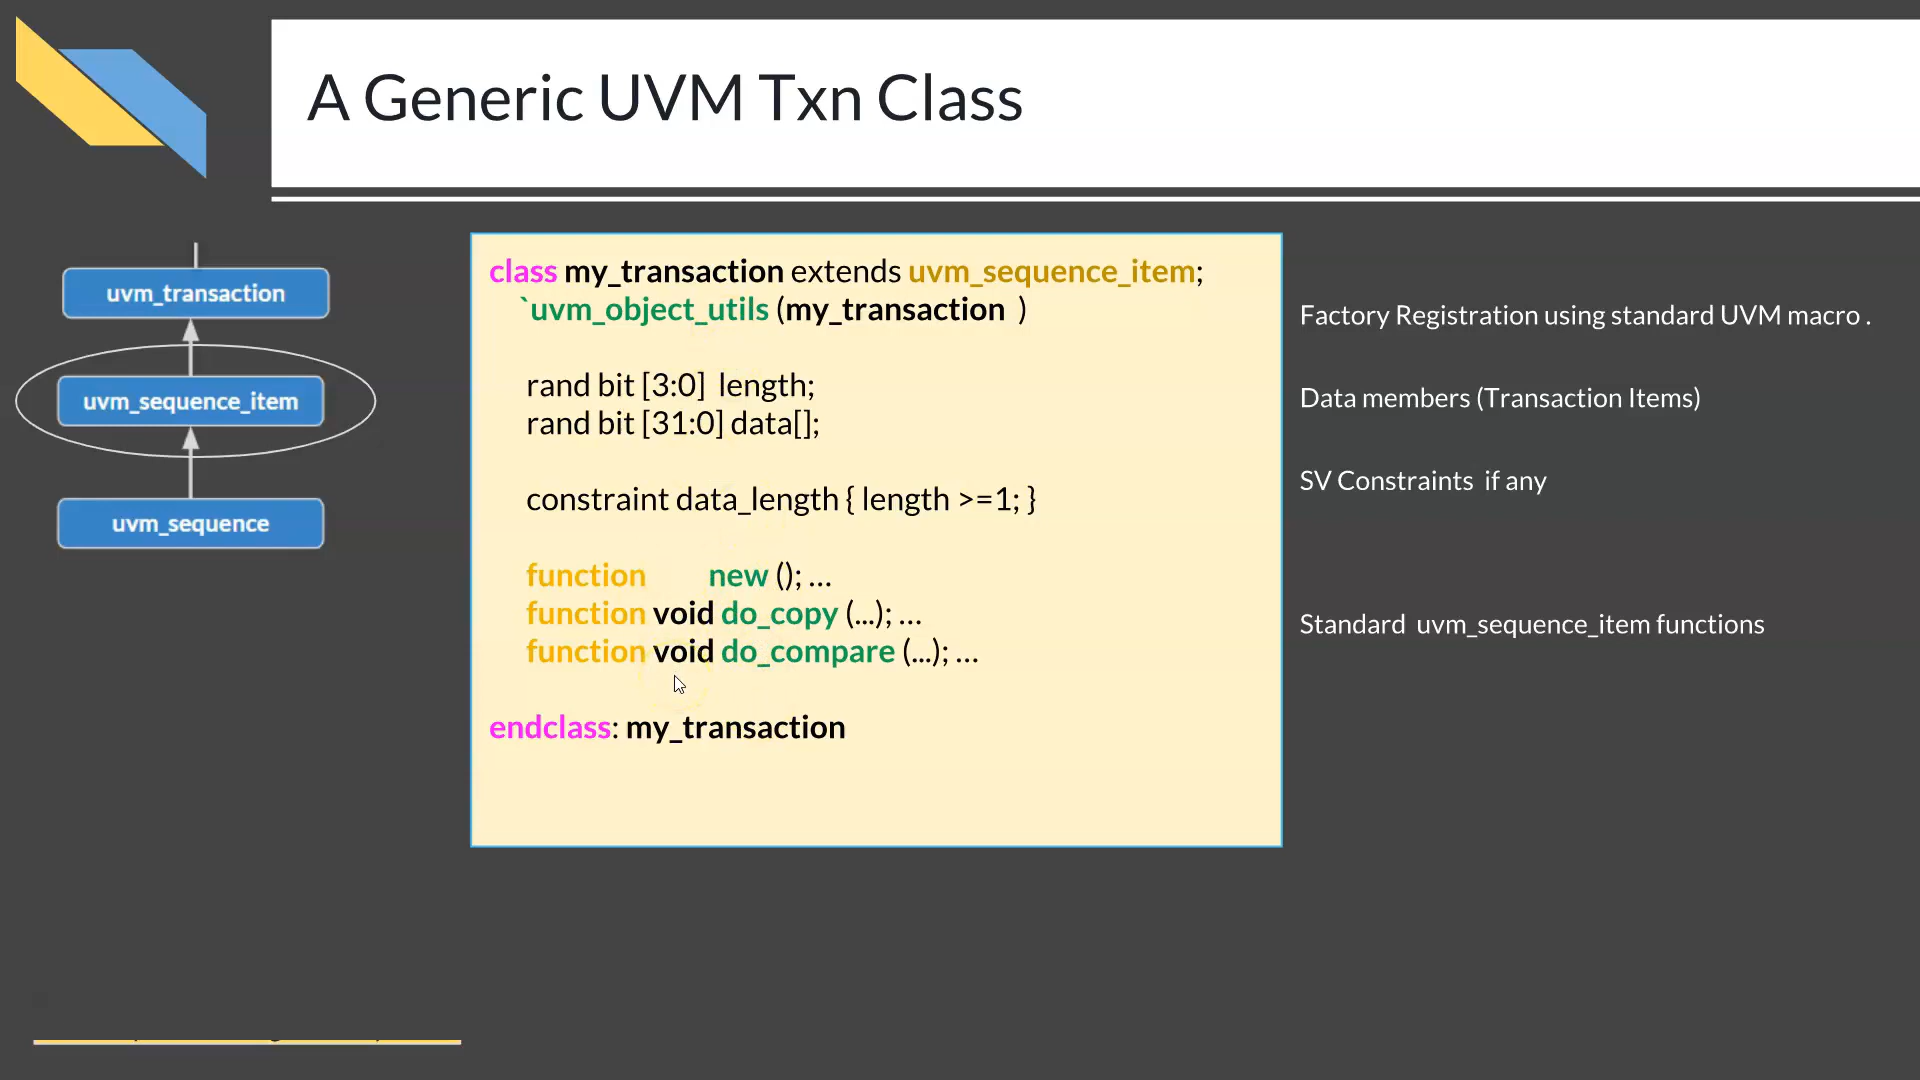 A Generic UVM Txn Class
uvm_transaction
uvm_sequence_item
uvm_sequence
class my_transaction extends uvm_sequence_item;
`uvm_object_utils (my_transaction )
rand bit [3:0] length;
rand bit [31:0] data[];
constraint data_length { length >=1; }
function new (); ...
function void do_copy (...); ...
function void do_compare (...); ...
endclass: my_transaction
Factory Registration using standard UVM macro .
Data members (Transaction Items)
SV Constraints if any
Standard uvm_sequence_item functions